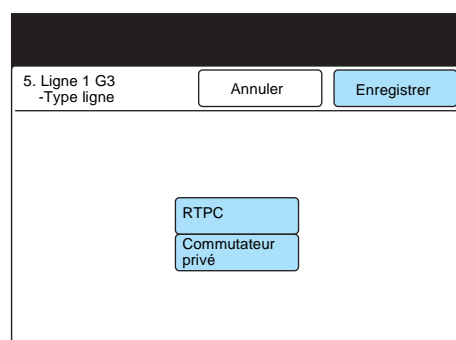 5. Ligne 1 G3
-Type ligne
Annuler
Enregistrer
RTPC
Commutateur
privé